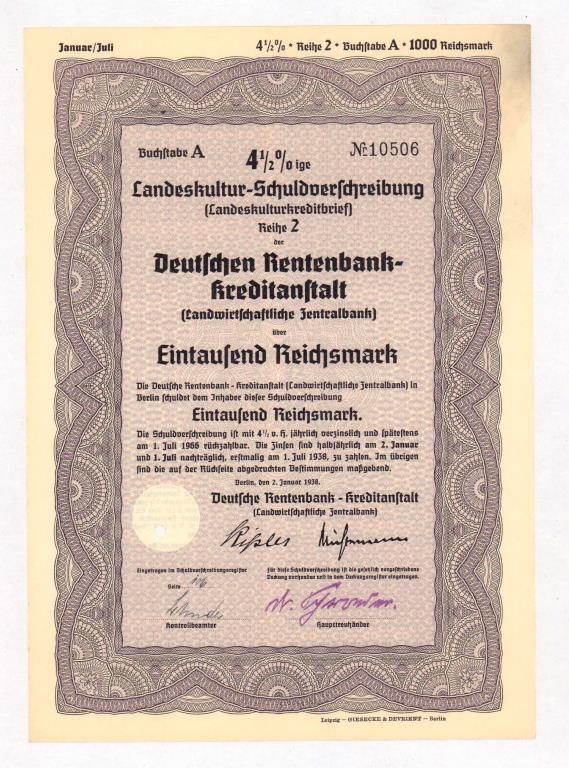 Januar/Juli
4½% • Reihe 2 • Buchstabe A • 1000 Reichsmark
Buchstabe A
№ 10506
4½% ige
Landeskultur-Schuldverschreibung
(Landeskulturkreditbrief)
Reihe 2
der
Deutschen Rentenbank-
Kreditanstalt
(Landwirtschaftliche Zentralbank)
über
Eintausend Reichsmark
Die Deutsche Rentenbank-Kreditanstalt (Landwirtschaftliche Zentralbank) in
Berlin schuldet dem Inhaber dieser Schuldverschreibung
Eintausend Reichsmark.
Die Schuldverschreibung ist mit 4½ v. H. jährlich verzinslich und spätestens
am 1. Juli 1966 rückzahlbar. Die Zinsen sind halbjährlich am 2. Januar
und 1. Juli nachträglich, erstmalig am 1. Juli 1938, zu zahlen. Im übrigen
sind die auf der Rückseite abgedruckten Bestimmungen maßgebend.
Berlin, den 2. Januar 1938.
Deutsche Rentenbank-Kreditanstalt
(Landwirtschaftliche Zentralbank)
Eingetragen im Schuldverschreibungsregister
Seite
Für diese Schuldverschreibung ist die gesetzlich vorgeschriebene
Deckung vorhanden und in dem Deckungsregister eingetragen.
Kontrollbeamter
Haupttreuhänder
Leipzig — GIESECKE & DEVRIENT — Berlin